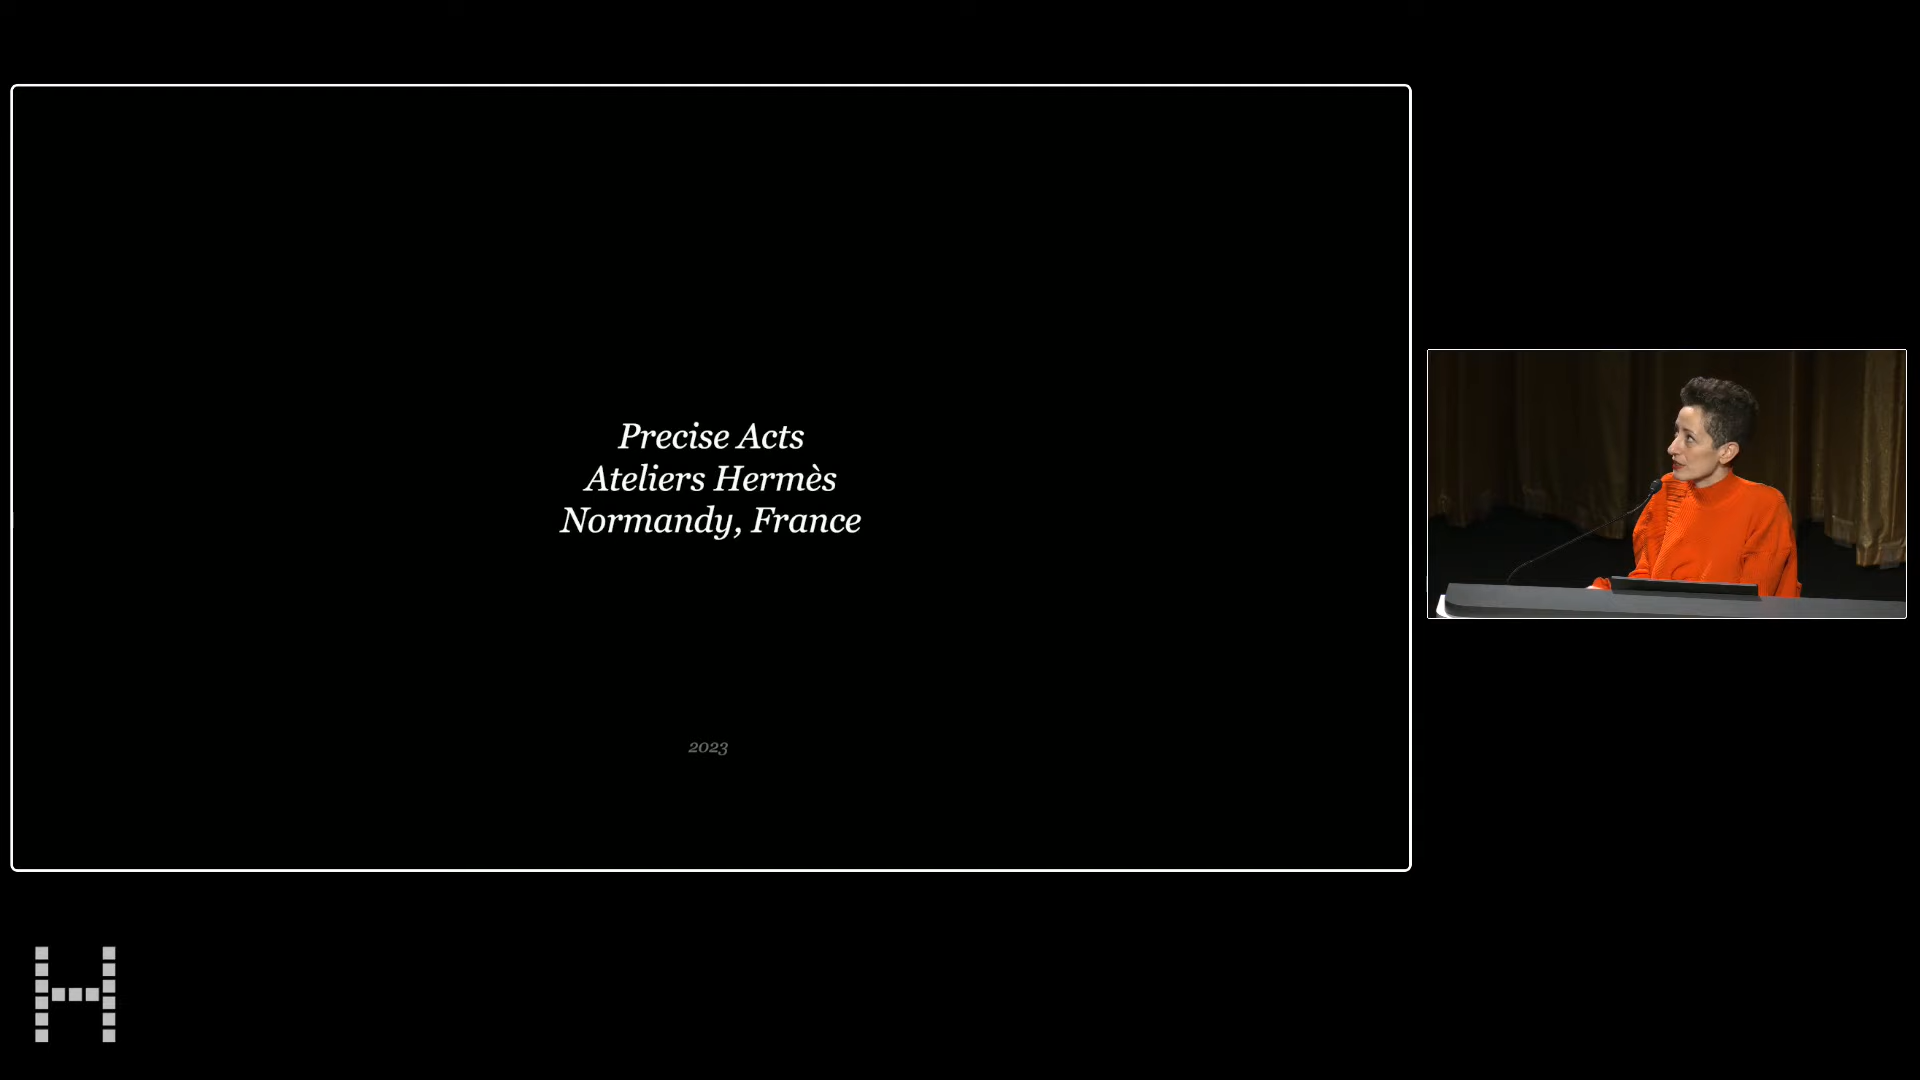 Precise Acts
Ateliers Hermès
Normandy, France
2023
H